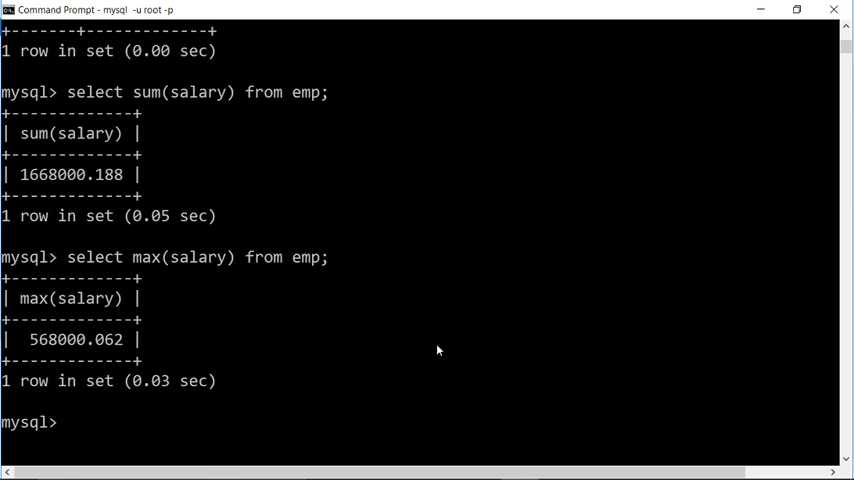 Command Prompt - mysql -u root -p
+-------+-------------+
1 row in set (0.00 sec)
mysql> select sum(salary) from emp;
+-------------+
| sum(salary) |
+-------------+
| 1668000.188 |
+-------------+
1 row in set (0.05 sec)
mysql> select max(salary) from emp;
+-------------+
| max(salary) |
+-------------+
|  568000.062 |
+-------------+
1 row in set (0.03 sec)
mysql>